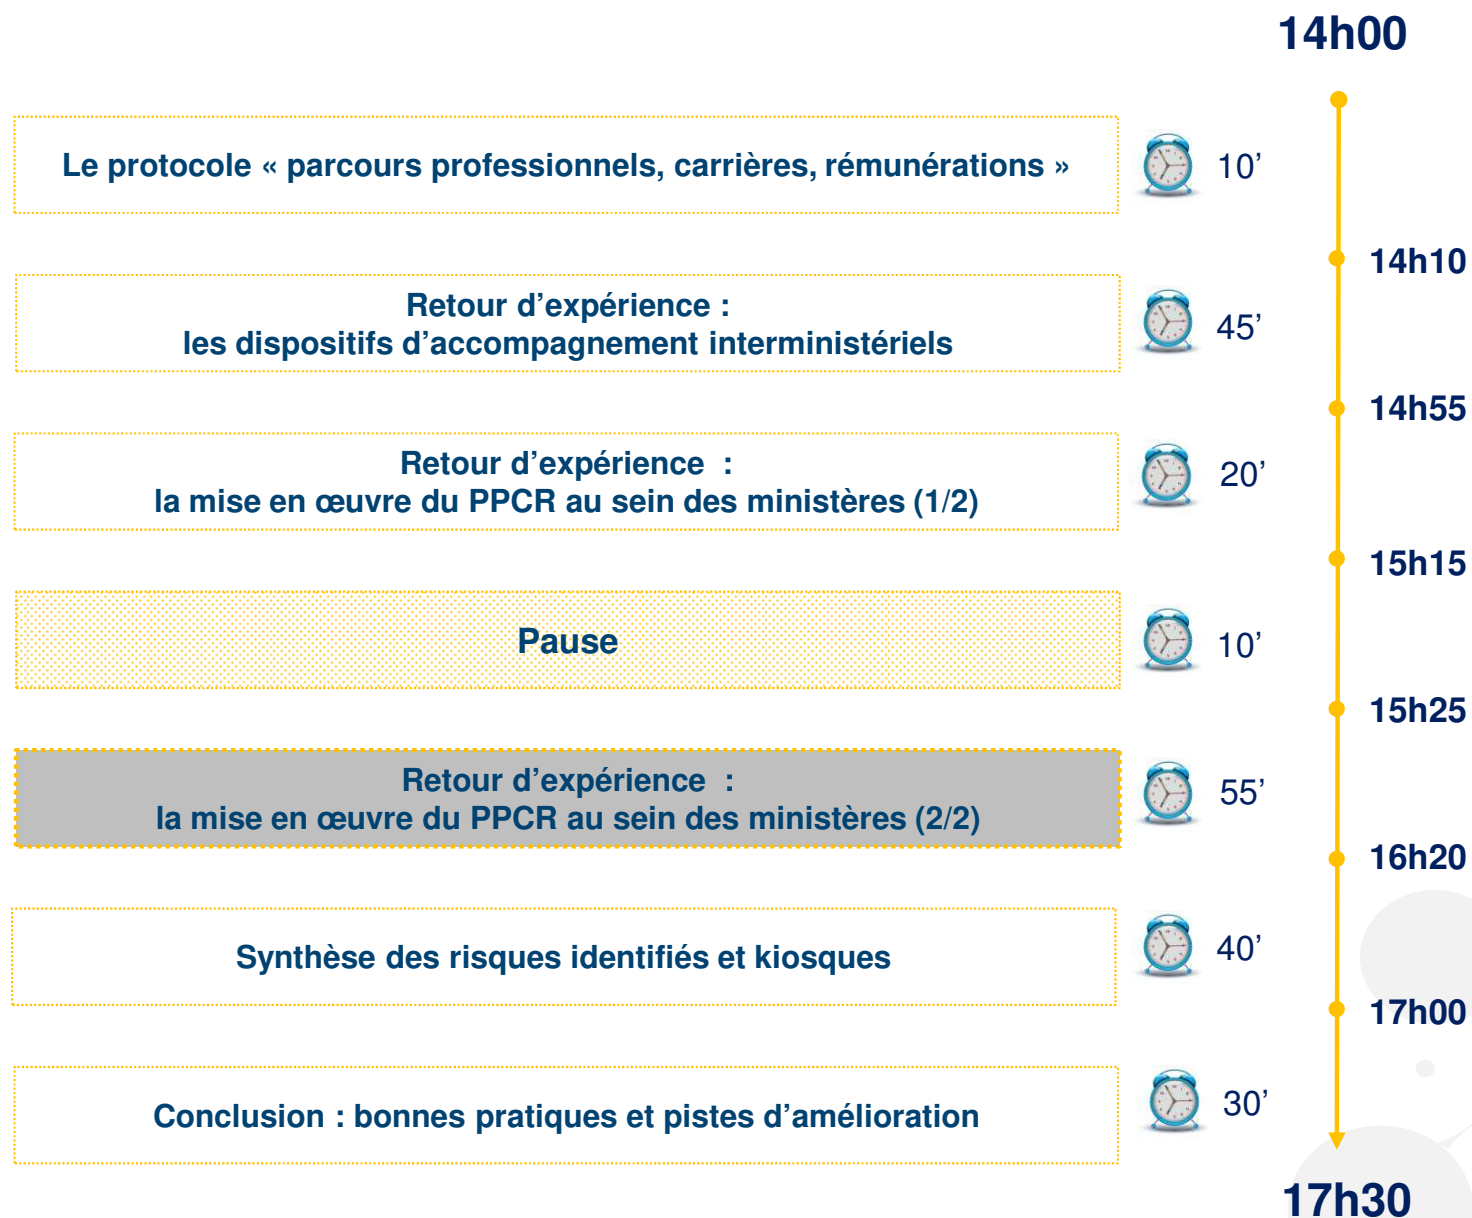 14h00
Le protocole « parcours professionnels, carrières, rémunérations »
10’
14h10
Retour d’expérience :
les dispositifs d’accompagnement interministériels
45’
14h55
Retour d’expérience  :
la mise en œuvre du PPCR au sein des ministères (1/2)
20’
15h15
Pause
10’
15h25
Retour d’expérience  :
la mise en œuvre du PPCR au sein des ministères (2/2)
55’
16h20
Synthèse des risques identifiés et kiosques
40’
17h00
Conclusion : bonnes pratiques et pistes d’amélioration
30’
17h30